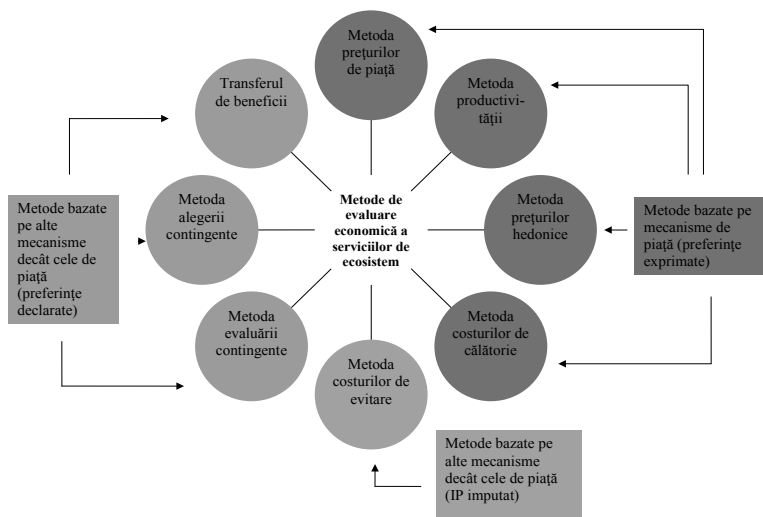 Metoda
prețurilor
de piață
Transferul
de beneficii
Metoda
productivi-
tății
Metode bazate
pe alte
mecanisme
decât cele de
piață
(preferințe
declarate)
Metoda
alegerii
contingente
Metode de
evaluare
economică a
serviciilor de
ecosistem
Metoda
prețurilor
hedonice
Metode bazate pe
mecanisme de
piață (preferințe
exprimate)
Metoda
evaluării
contingente
Metoda
costurilor de
evitare
Metoda
costurilor de
călătorie
Metode bazate pe
alte mecanisme
decât cele de piață
(IP imputat)